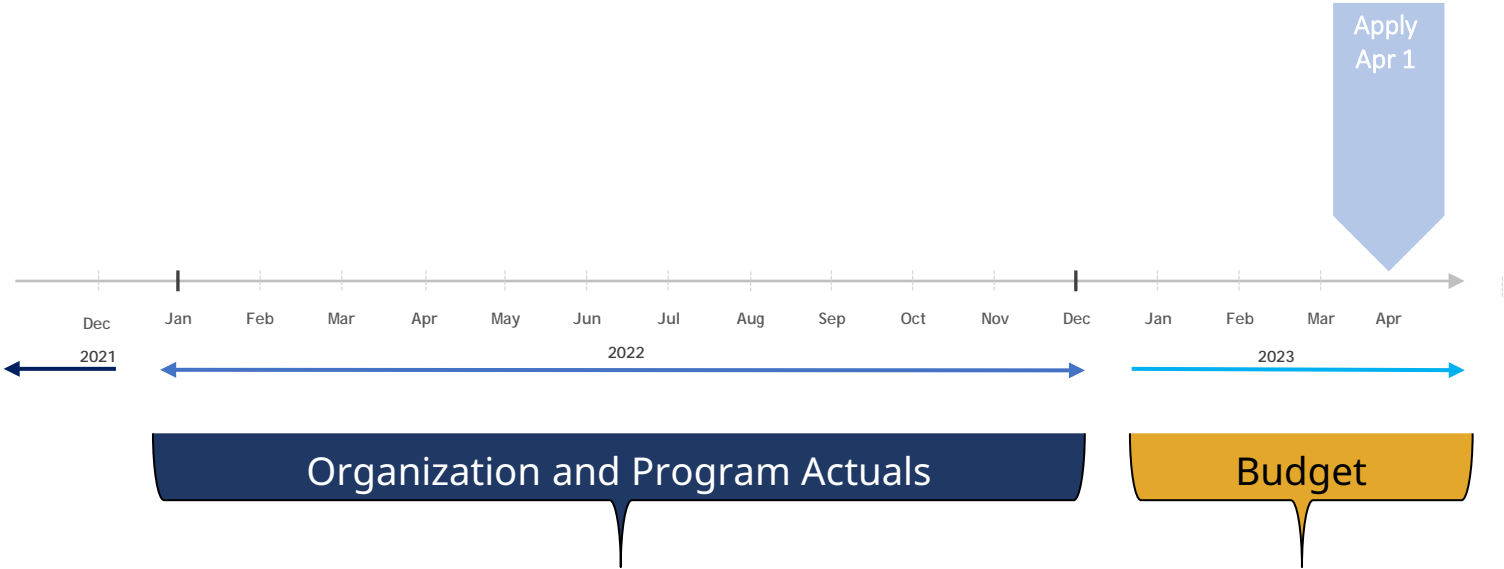 Apply
Apr 1
Dec Jan Feb Mar Apr May Jun Jul Aug Sep Oct Nov Dec Jan Feb Mar Apr
2021 2022 2023
Organization and Program Actuals Budget